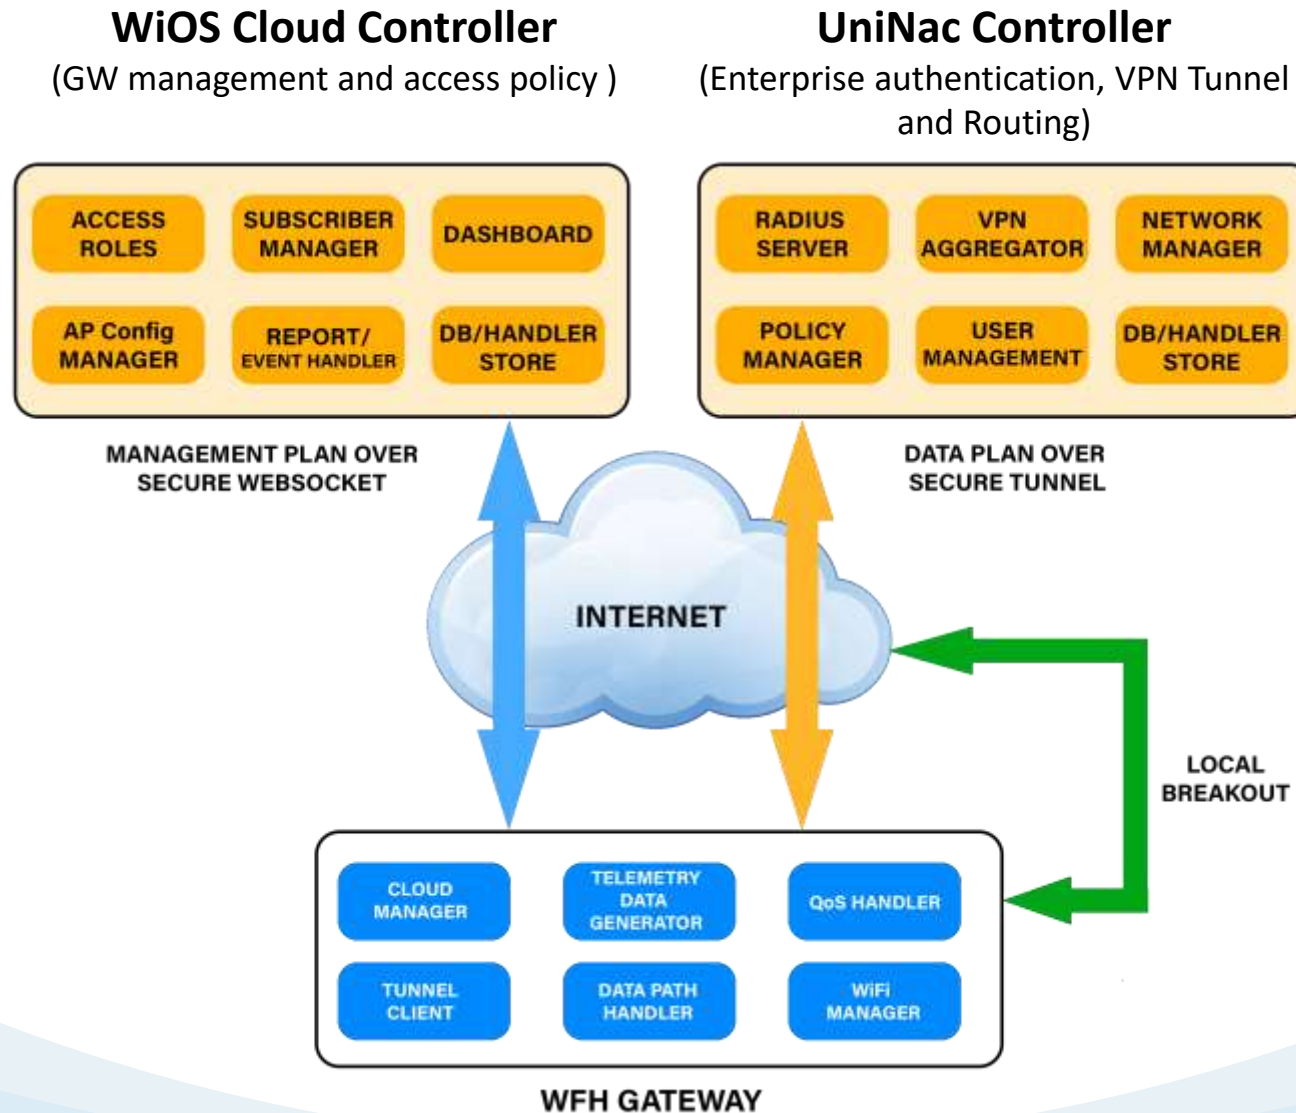 WiOS Cloud Controller
(GW management and access policy )
UniNac Controller
(Enterprise authentication, VPN Tunnel
and Routing)
ACCESS
ROLES
SUBSCRIBER
MANAGER
DASHBOARD
AP Config
MANAGER
REPORT/
EVENT HANDLER
DB/HANDLER
STORE
RADIUS
SERVER
VPN
AGGREGATOR
NETWORK
MANAGER
POLICY
MANAGER
USER
MANAGEMENT
DB/HANDLER
STORE
MANAGEMENT PLAN OVER
SECURE WEBSOCKET
DATA PLAN OVER
SECURE TUNNEL
INTERNET
LOCAL
BREAKOUT
CLOUD
MANAGER
TELEMETRY
DATA
GENERATOR
QoS HANDLER
TUNNEL
CLIENT
DATA PATH
HANDLER
WiFi
MANAGER
WFH GATEWAY